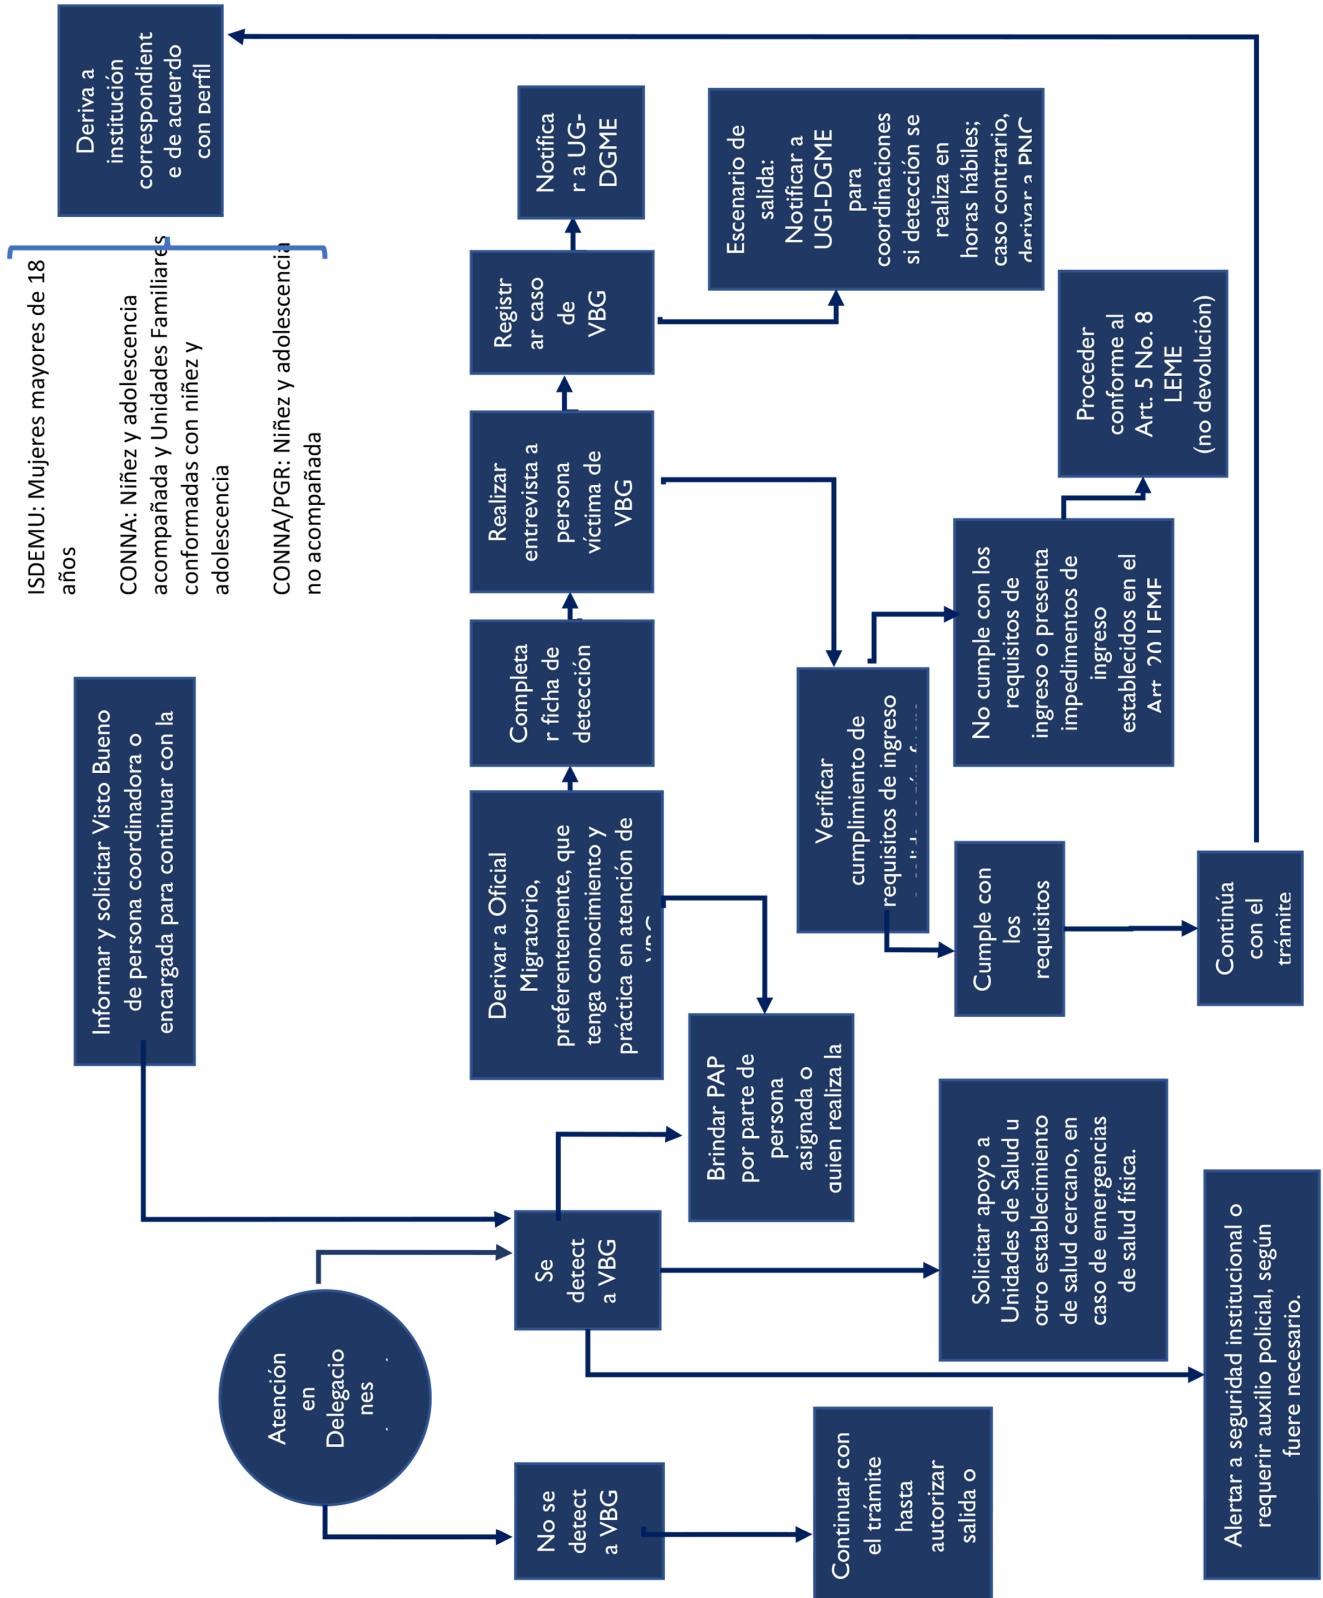 Informar y solicitar Visto Bueno
de persona coordinadora o
encargada para continuar con la
ISDEMU: Mujeres mayores de 18
años
CONNA: Niñez y adolescencia
acompañada y Unidades Familiares
conformadas con niñez y
adolescencia
CONNA/PGR: Niñez y adolescencia
no acompañada
Deriva a
institución
correspondient
e de acuerdo
con perfil
Atención
en
Delegacio
nes
No se
detect
a VBG
Se
detect
a VBG
Derivar a Oficial
Migratorio,
preferentemente, que
tenga conocimiento y
práctica en atención de
Completa
r ficha de
detección
Realizar
entrevista a
persona
víctima de
VBG
Registr
ar caso
de
VBG
Notifica
r a UG-
DGME
Brindar PAP
por parte de
persona
asignada o
quien realiza la
Escenario de
salida:
Notificar a
UGI-DGME
para
coordinaciones
si detección se
realiza en
horas hábiles;
caso contrario,
derivar a PNC
Continuar con
el trámite
hasta
autorizar
salida o
Verificar
cumplimiento de
requisitos de ingreso
Solicitar apoyo a
Unidades de Salud u
otro establecimiento
de salud cercano, en
caso de emergencias
de salud física.
Cumple con
los
requisitos
No cumple con los
requisitos de
ingreso o presenta
impedimentos de
ingreso
establecidos en el
Art. 20 LEME
Proceder
conforme al
Art. 5 No. 8
LEME
(no devolución)
Alertar a seguridad institucional o
requerir auxilio policial, según
fuere necesario.
Continúa
con el
trámite